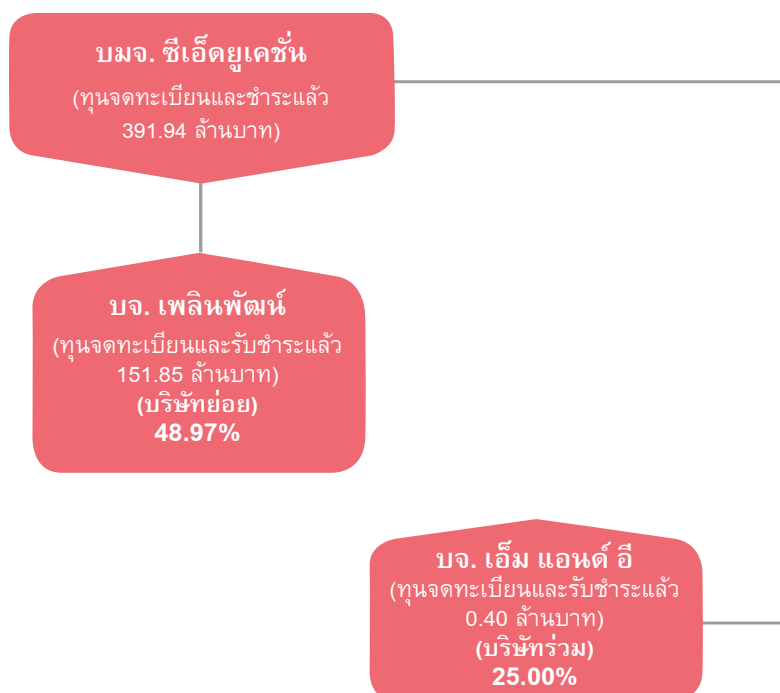 บมจ. ซีเอ็ดยูเคชั่น
(ทุนจดทะเบียนและชำระแล้ว
391.94 ล้านบาท)
บจ. เพลินพัฒน์
(ทุนจดทะเบียนและรับชำระแล้ว
151.85 ล้านบาท)
(บริษัทย่อย)
48.97%
บจ. เอ็ม แอนด์ อี
(ทุนจดทะเบียนและรับชำระแล้ว
0.40 ล้านบาท)
(บริษัทร่วม)
25.00%